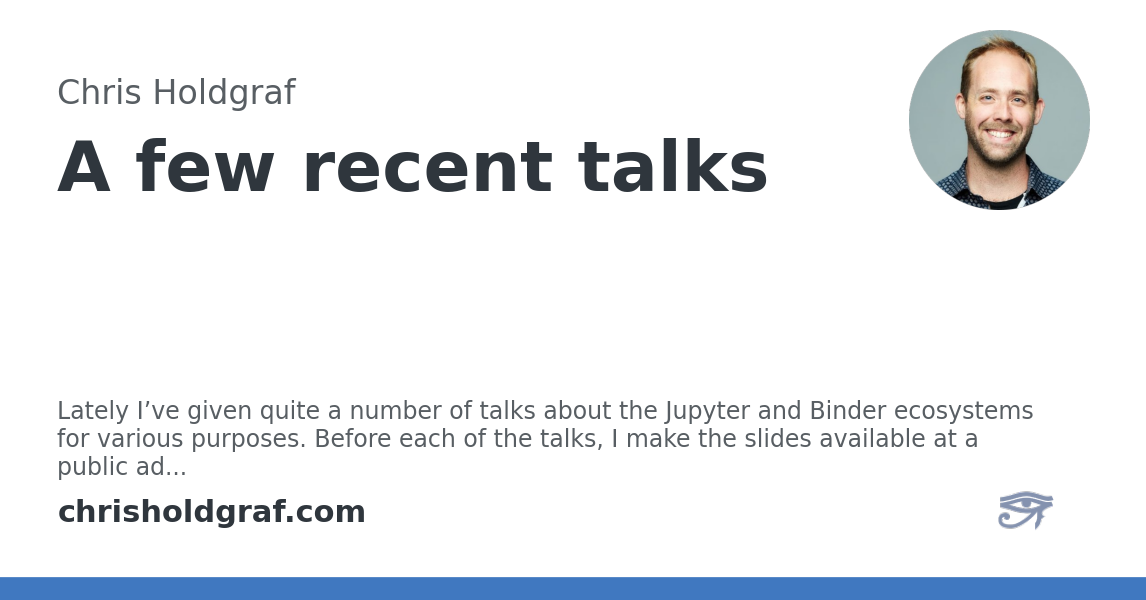 Chris Holdgraf
A few recent talks
Lately I’ve given quite a number of talks about the Jupyter and Binder ecosystems
for various purposes. Before each of the talks, I make the slides available at a
public ad...
chrisholdgraf.com